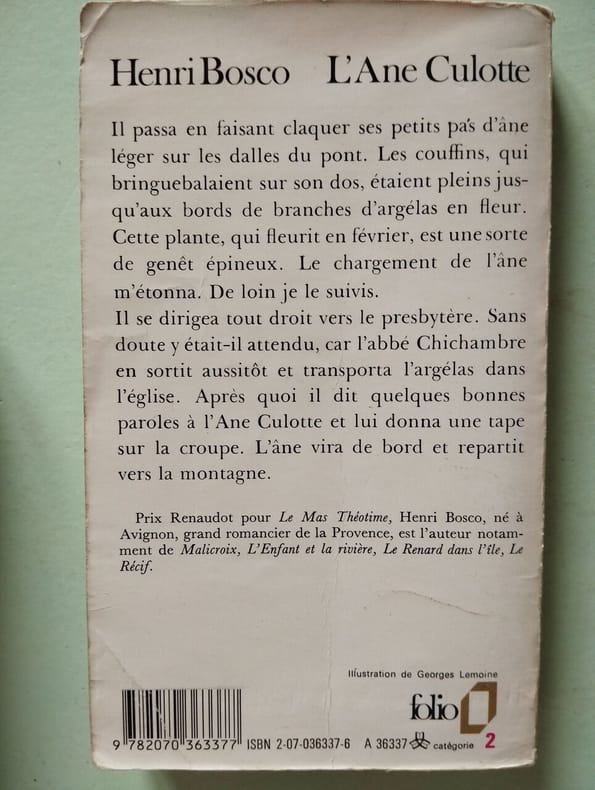 Henri Bosco L'Ane Culotte
Il passa en faisant claquer ses petits pas d'âne
léger sur les dalles du pont. Les couffins, qui
bringuebalaient sur son dos, étaient pleins jus-
qu'aux bords de branches d'argélas en fleur.
Cette plante, qui fleurit en février, est une sorte
de genêt épineux. Le chargement de l'âne
m'étonna. De loin je le suivis.
Il se dirigea tout droit vers le presbytère. Sans
doute y était-il attendu, car l'abbé Chichambre
en sortit aussitôt et transporta l'argélas dans
l'église. Après quoi il dit quelques bonnes
paroles à l'Ane Culotte et lui donna une tape
sur la croupe. L'âne vira de bord et repartit
vers la montagne.
Prix Renaudot pour Le Mas Théotime, Henri Bosco, né à
Avignon, grand romancier de la Provence, est l'auteur notam-
ment de Malicroix, L'Enfant et la rivière, Le Renard dans l'île, Le
Récif.
Illustration de Georges Lemoine
folio
9 782070 363377 ISBN 2-07-036337-6 A 36337 catégorie 2